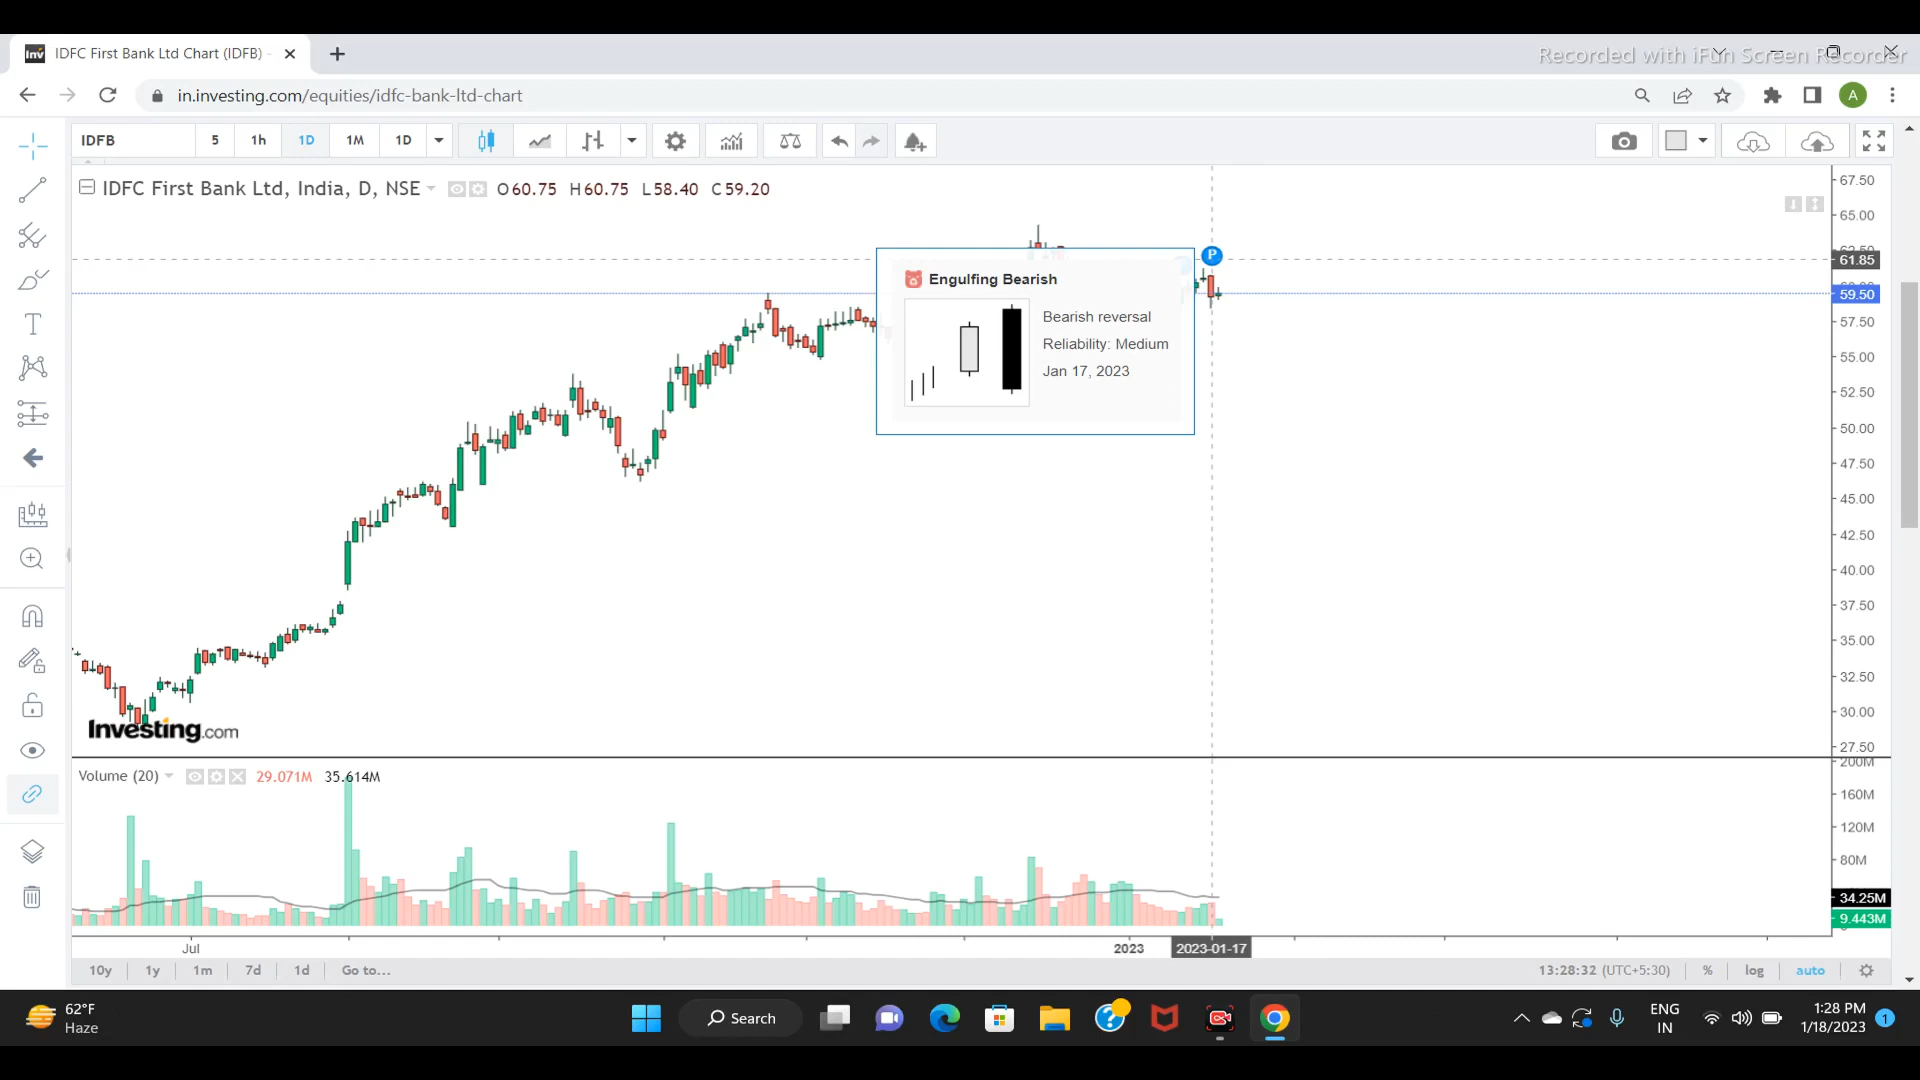 IDFC First Bank Ltd Chart (IDFB) -
Recorded with iFun Screen Recorder
in.investing.com/equities/idfc-bank-ltd-chart
A
IDFB 5 1h 1D 1M 1D
IDFC First Bank Ltd, India, D, NSE O60.75 H60.75 L58.40 C59.20
P
Engulfing Bearish
Bearish reversal
Reliability: Medium
Jan 17, 2023
67.50
65.00
62.50
61.85
59.50
57.50
55.00
52.50
50.00
47.50
45.00
42.50
40.00
37.50
35.00
32.50
30.00
27.50
Investing.com
Volume (20) 29.071M 35.614M
200M
160M
120M
80M
34.25M
9.443M
Jul 2023 2023-01-17
10y 1y 1m 7d 1d Go to... 13:28:32 (UTC+5:30) % log auto
62°F
Haze
Search
ENG
IN
1:28 PM
1/18/2023
1